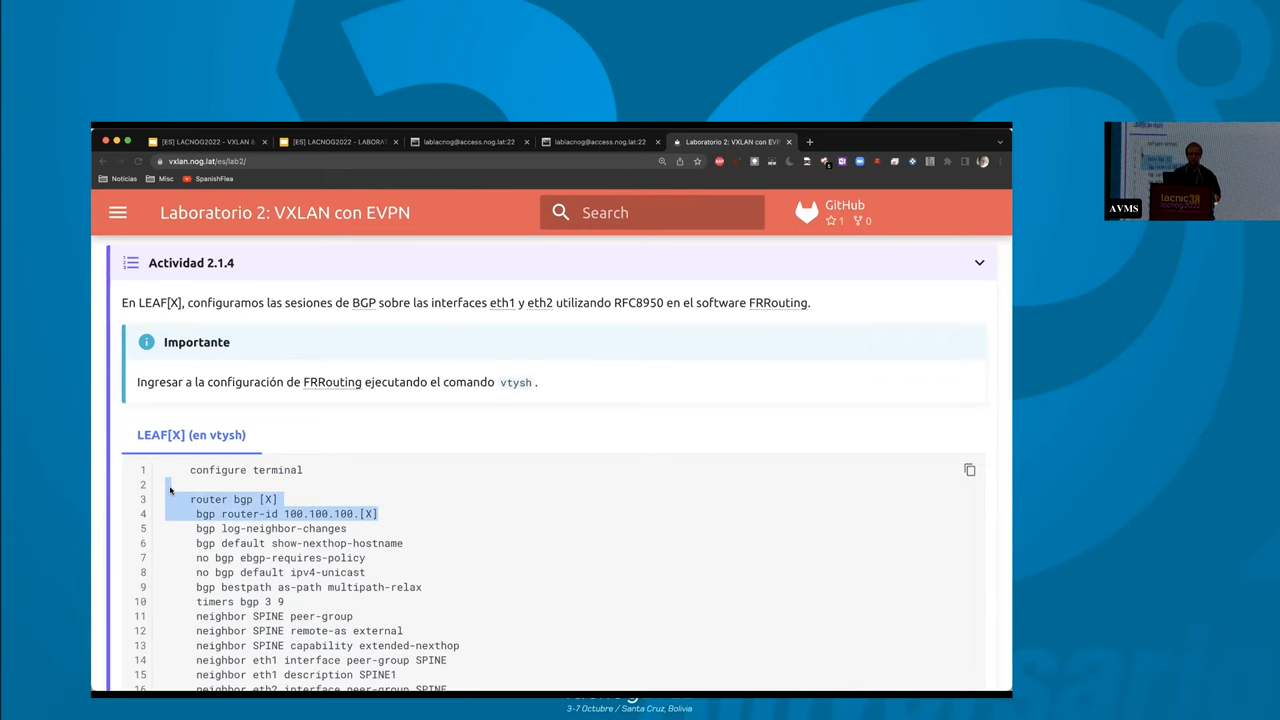 [ES] LACNOG2022 - VXLAN &
[ES] LACNOG2022 - LABORAT
lablacnog@access.nog.lat:22
lablacnog@access.nog.lat:22
Laboratorio 2: VXLAN con EVP
vxlan.nog.lat/es/lab2/
Noticias
Misc
SpanishFlea
Laboratorio 2: VXLAN con EVPN
Search
GitHub
1 0
Actividad 2.1.4
En LEAF[X], configuramos las sesiones de BGP sobre las interfaces eth1 y eth2 utilizando RFC8950 en el software FRRouting.
Importante
Ingresar a la configuración de FRRouting ejecutando el comando vtysh.
LEAF[X] (en vtysh)
1 configure terminal
2
3 router bgp [X]
4 bgp router-id 100.100.100.[X]
5 bgp log-neighbor-changes
6 bgp default show-nexthop-hostname
7 no bgp ebgp-requires-policy
8 no bgp default ipv4-unicast
9 bgp bestpath as-path multipath-relax
10 timers bgp 3 9
11 neighbor SPINE peer-group
12 neighbor SPINE remote-as external
13 neighbor SPINE capability extended-nexthop
14 neighbor eth1 interface peer-group SPINE
15 neighbor eth1 description SPINE1
16 neighbor eth2 interface peer-group SPINE
3-7 Octubre / Santa Cruz, Bolivia
AVMS
lacnic38